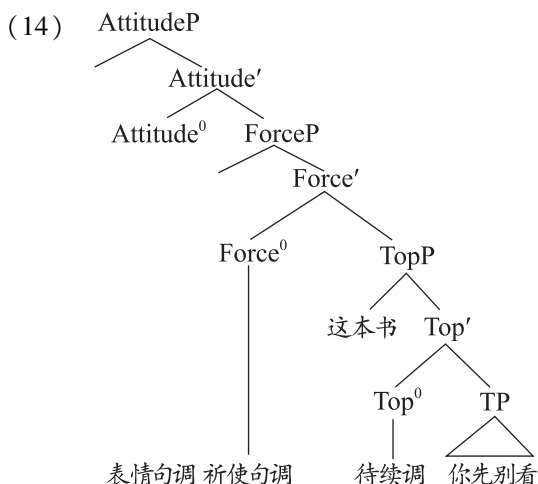 (14) AttitudeP
Attitude′
Attitude⁰ ForceP
Force′
Force⁰ TopP
这本书 Top′
Top⁰ TP
表情句调 祈使句调 待续调 你先别看